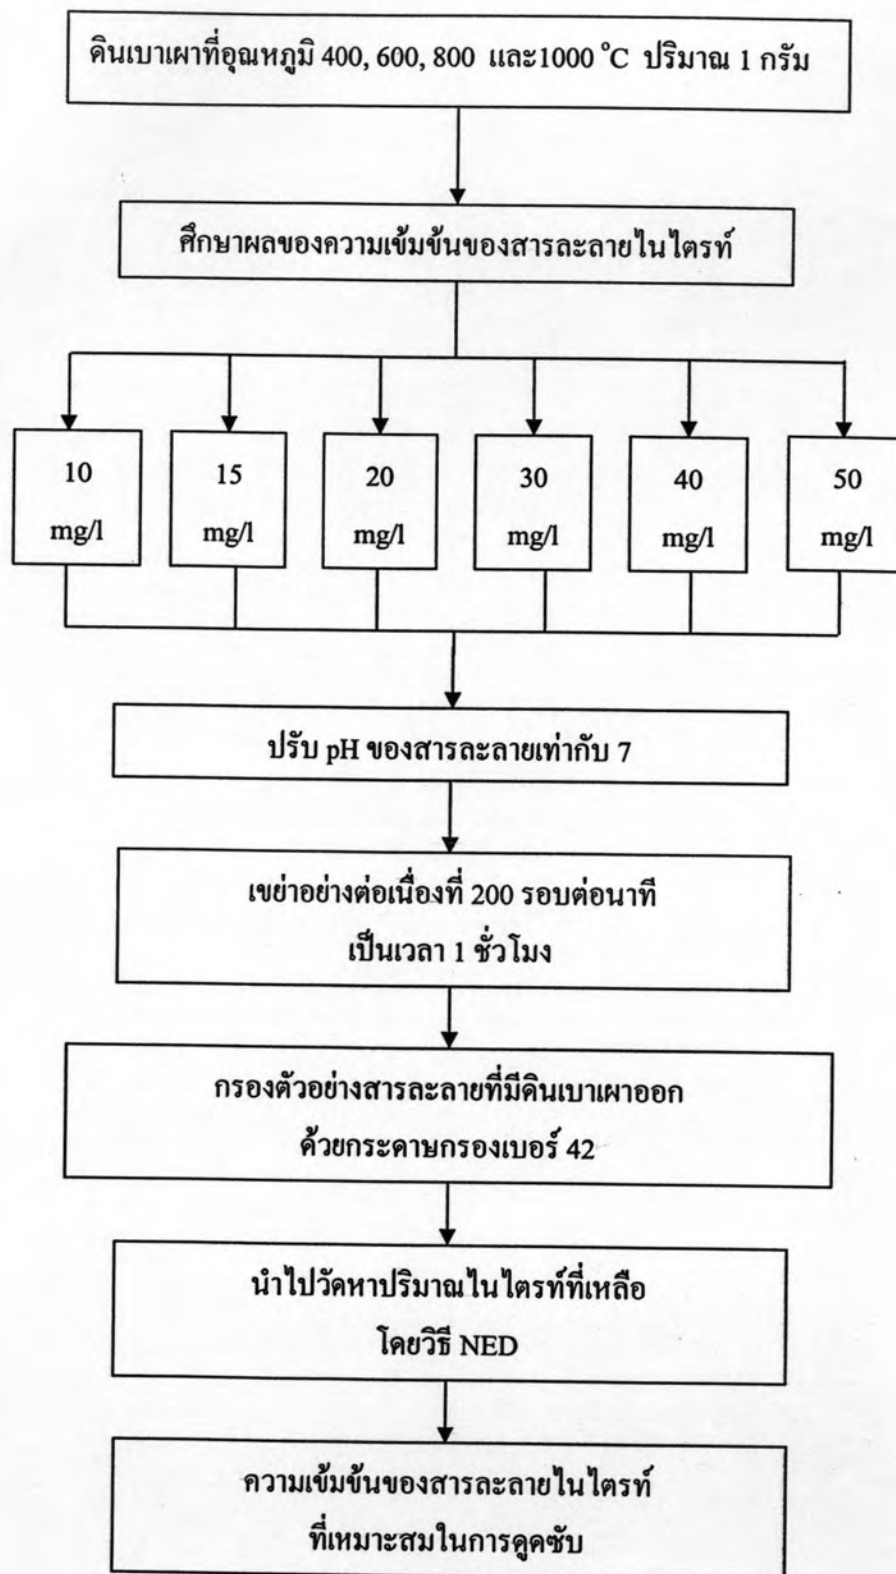 ดินเบาเผาที่อุณหภูมิ 400, 600, 800 และ1000 °C ปริมาณ 1 กรัม
ศึกษาผลของความเข้มข้นของสารละลายไนไตรท์
10 15 20 30 40 50
mg/l mg/l mg/l mg/l mg/l mg/l
ปรับ pH ของสารละลายเท่ากับ 7
เขย่าอย่างต่อเนื่องที่ 200 รอบต่อนาที
เป็นเวลา 1 ชั่วโมง
กรองตัวอย่างสารละลายที่มีดินเบาเผาออก
ด้วยกระดาษกรองเบอร์ 42
นำไปวัดหาปริมาณไนไตรท์ที่เหลือ
โดยวิธี NED
ความเข้มข้นของสารละลายไนไตรท์
ที่เหมาะสมในการดูดซับ